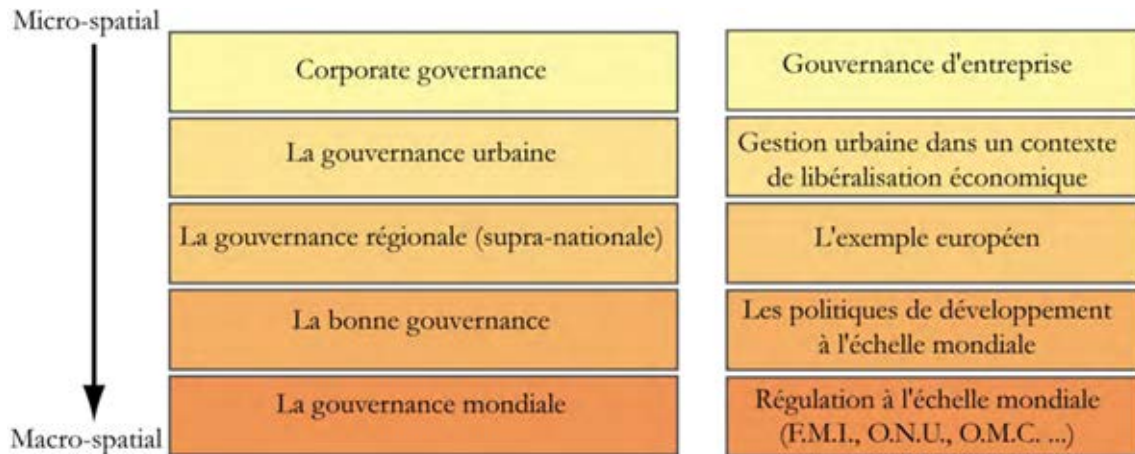 Micro-spatial
Corporate governance
Gouvernance d'entreprise
La gouvernance urbaine
Gestion urbaine dans un contexte
de libéralisation économique
La gouvernance régionale (supra-nationale)
L'exemple européen
La bonne gouvernance
Les politiques de développement
à l'échelle mondiale
La gouvernance mondiale
Régulation à l'échelle mondiale
(F.M.I., O.N.U., O.M.C. ...)
Macro-spatial